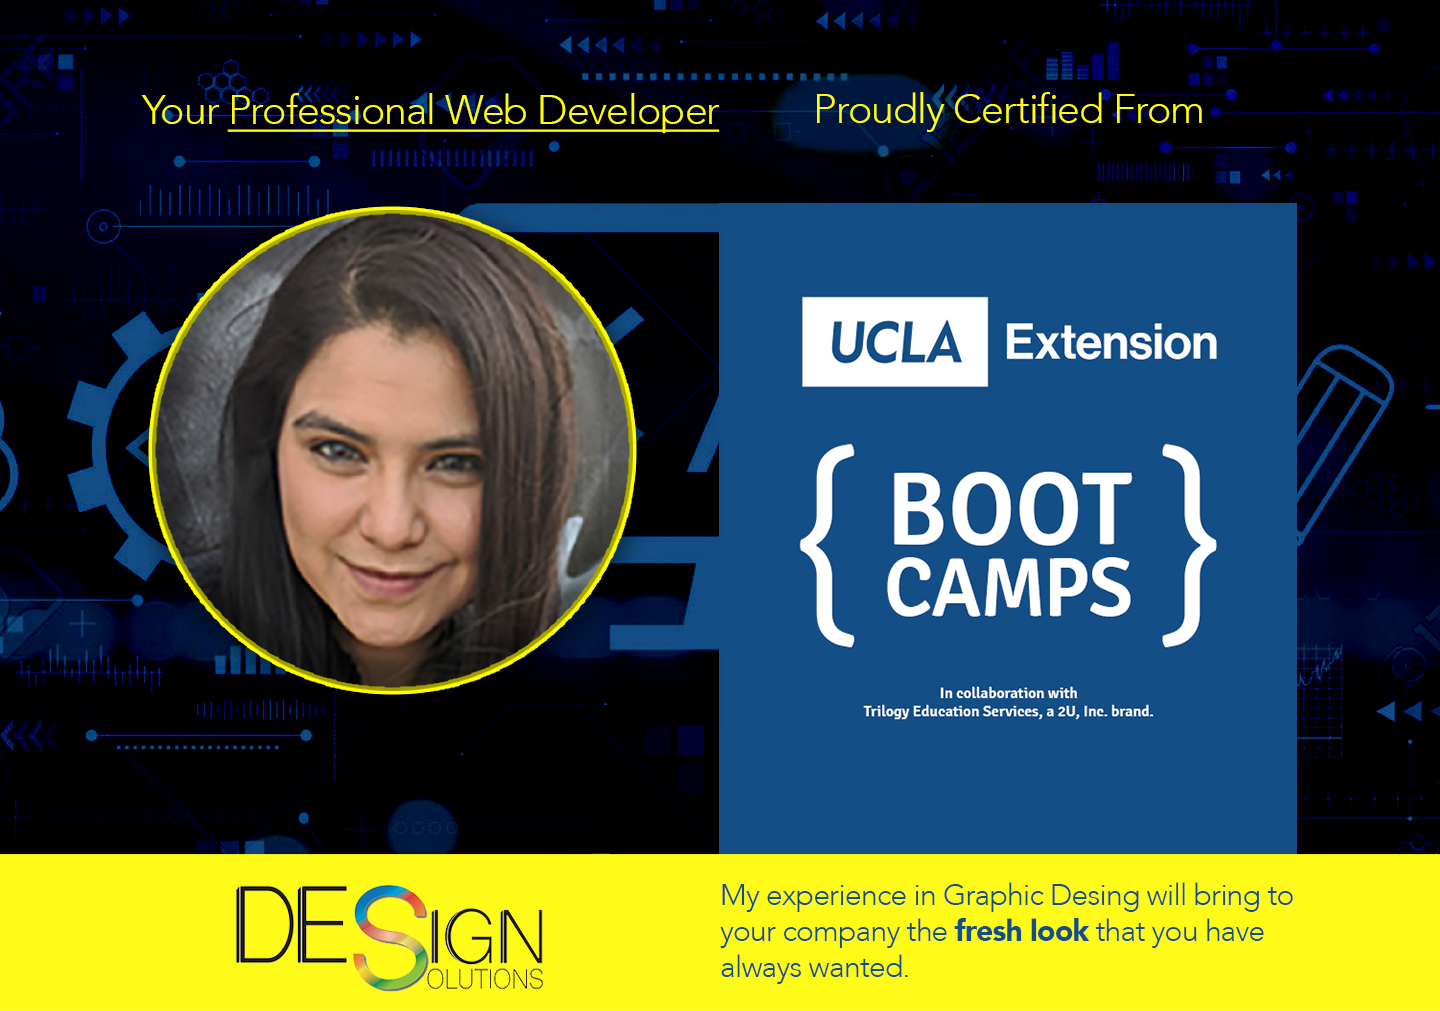 Your Professional Web Developer
Proudly Certified From
UCLA Extension
{ BOOT
CAMPS }
In collaboration with
Trilogy Education Services, a 2U, Inc. brand.
DESIGN
SOLUTIONS
My experience in Graphic Desing will bring to
your company the fresh look that you have
always wanted.